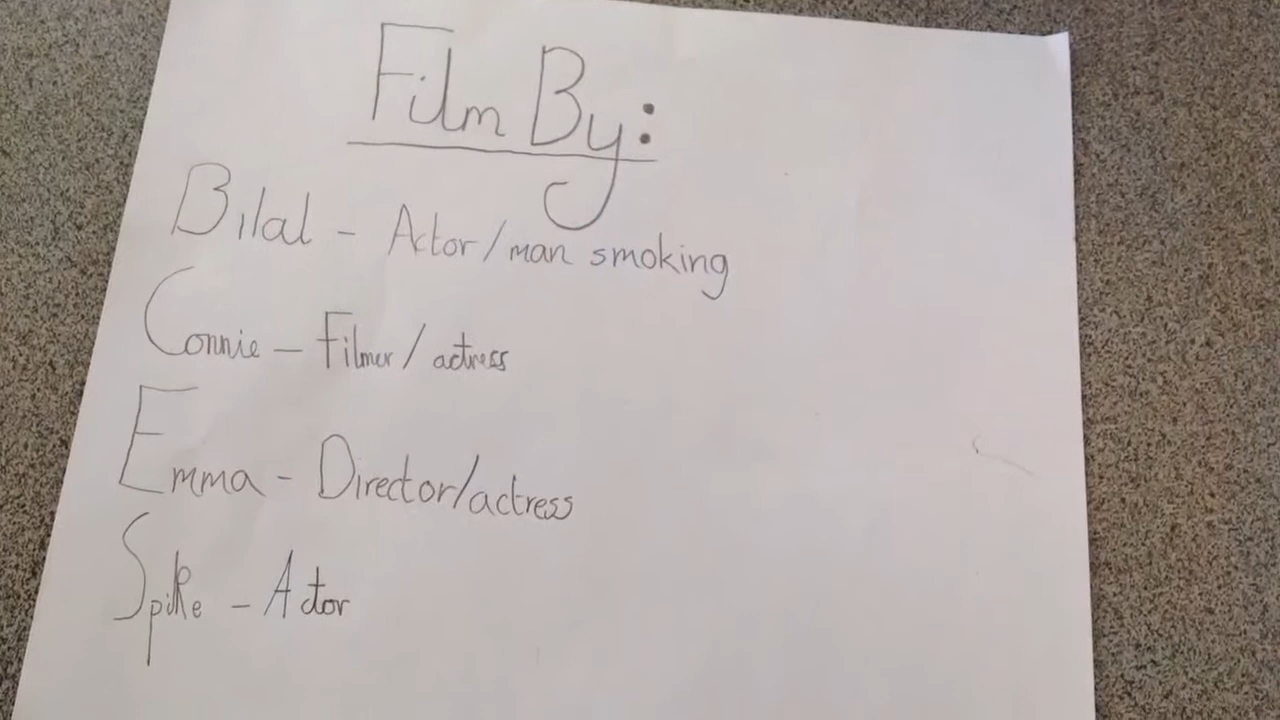 Film By:
Bilal - Actor/man smoking
Connie - Filmer/actress
Emma - Director/actress
Spike - Actor